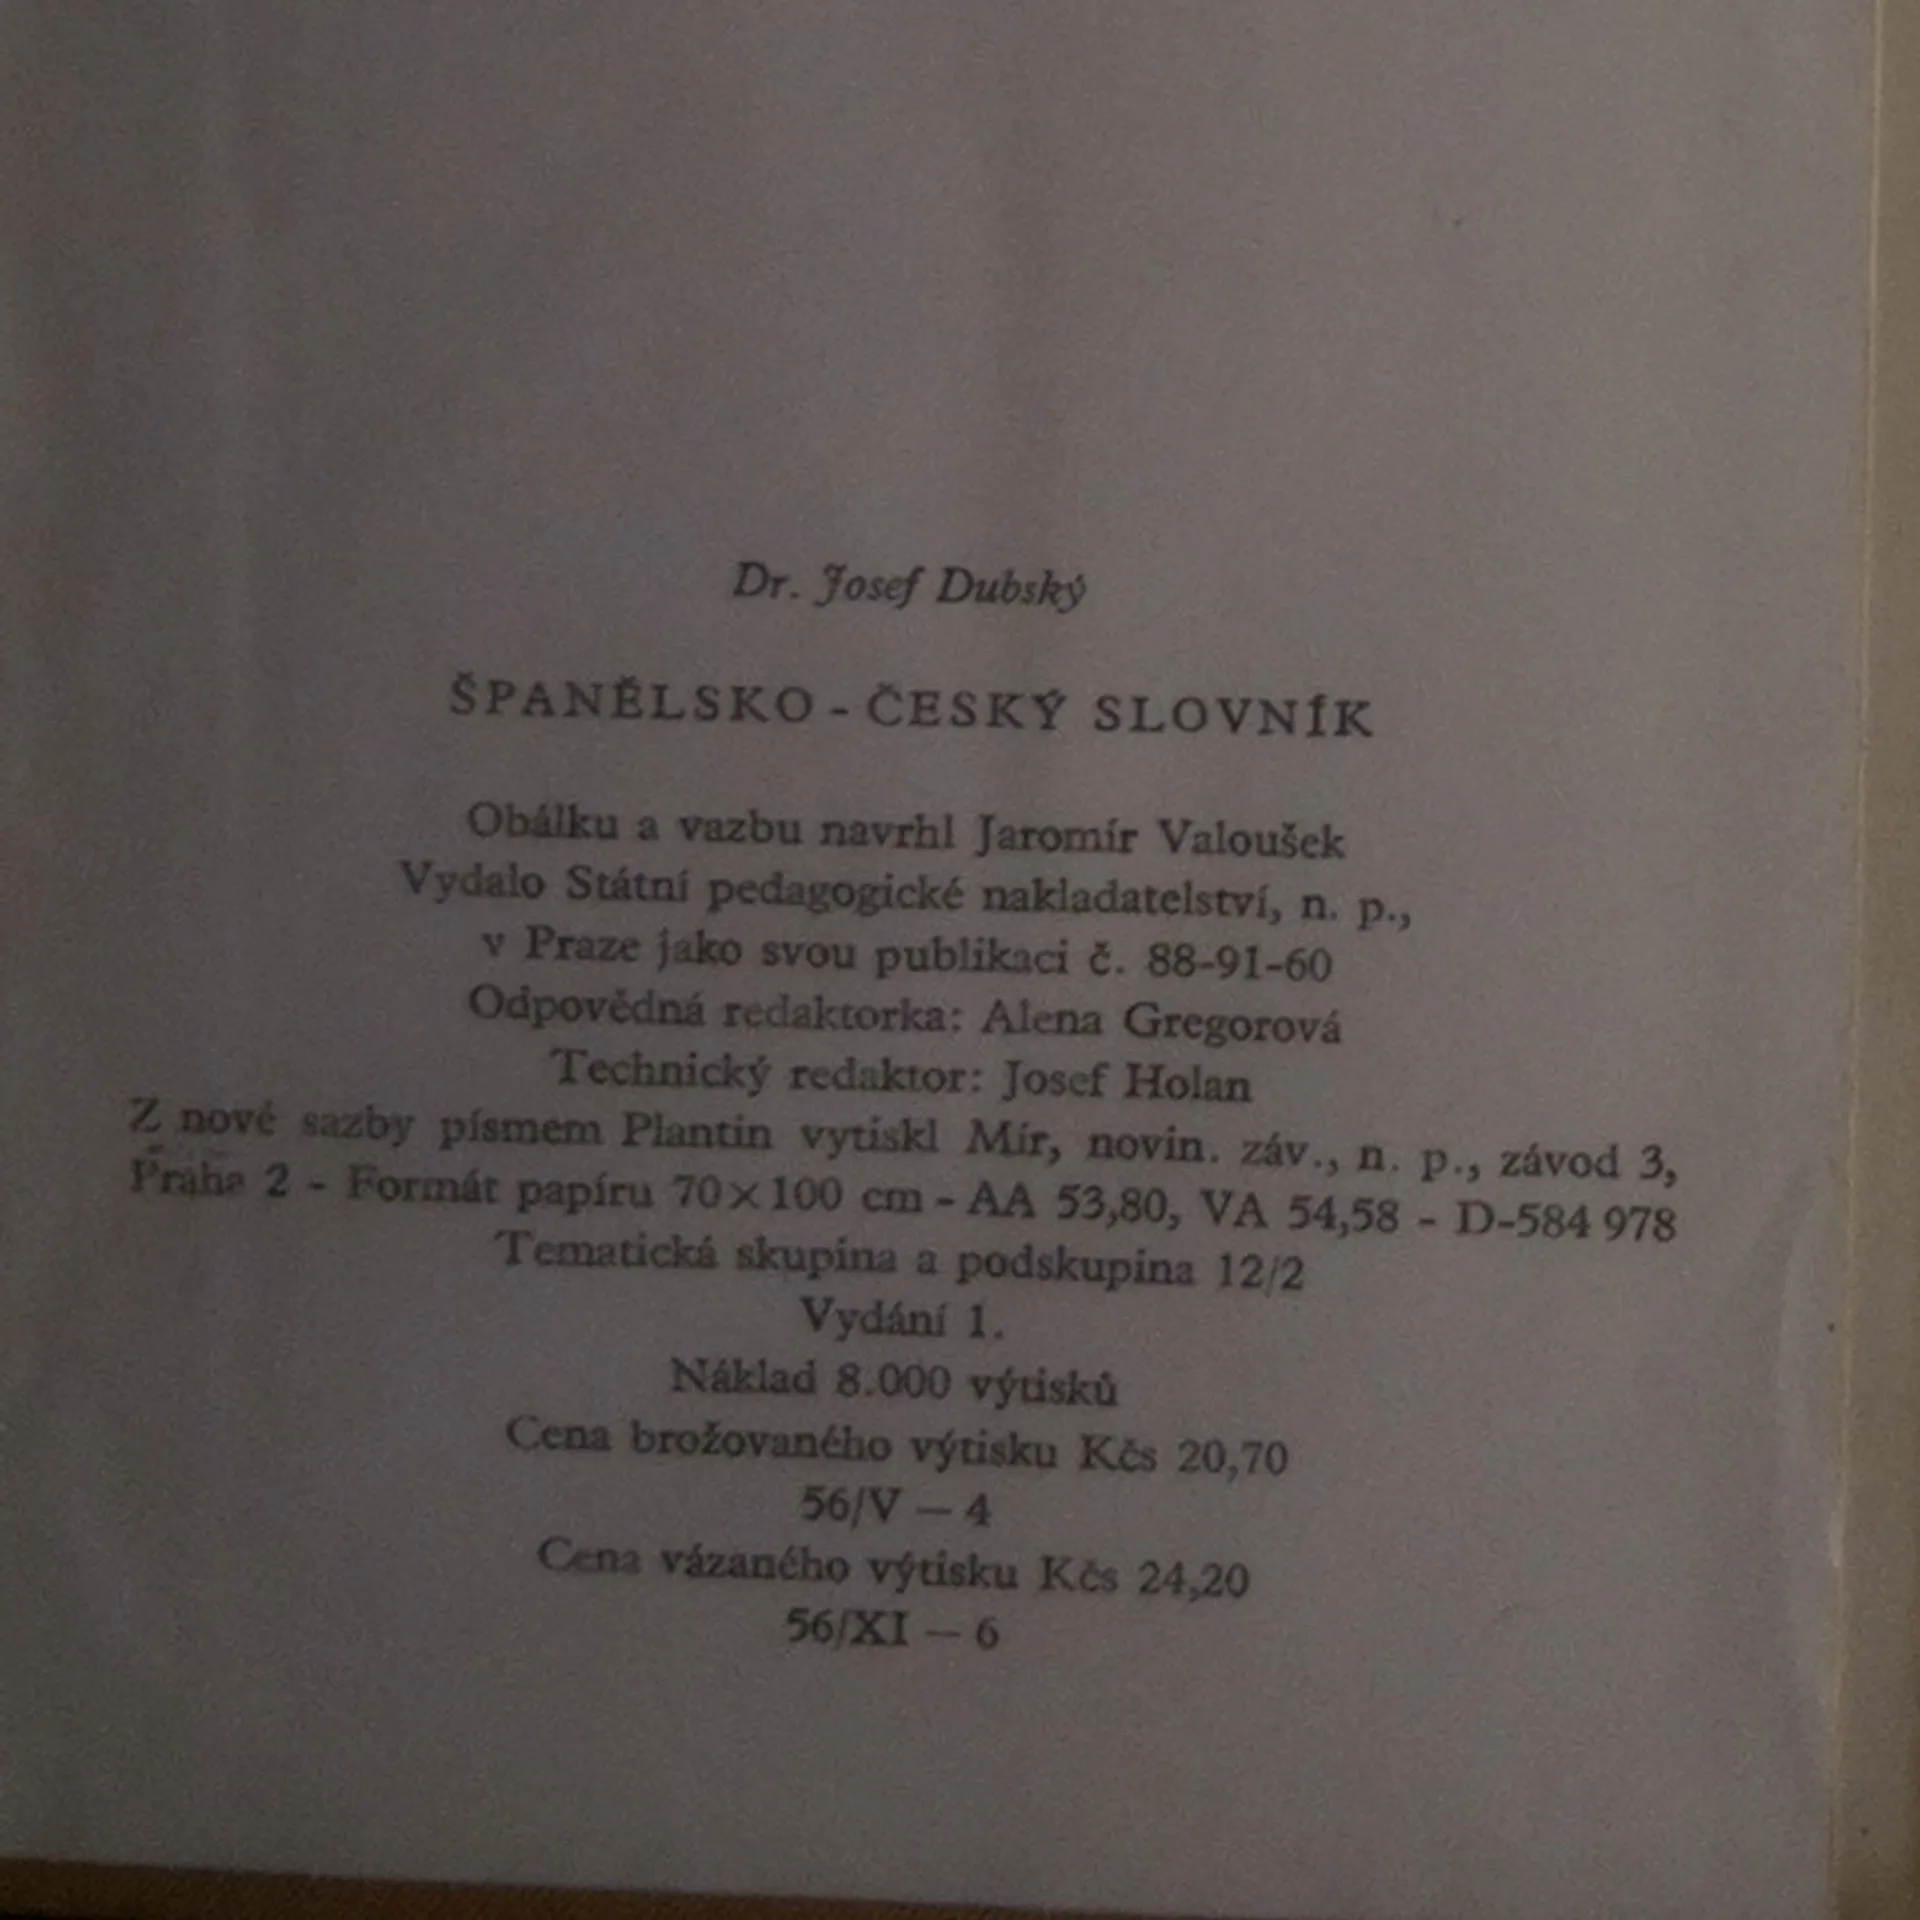 Dr. Josef Dubský
ŠPANĚLSKO-ČESKÝ SLOVNÍK
Obálku a vazbu navrhl Jaromír Valoušek
Vydalo Státní pedagogické nakladatelství, n. p.,
v Praze jako svou publikaci č. 88-91-60
Odpovědná redaktorka: Alena Gregorová
Technický redaktor: Josef Holan
Z nové sazby písmem Plantin vytiskl Mír, novin. záv., n. p., závod 3,
Praha 2 - Formát papíru 70×100 cm - AA 53,80, VA 54,58 - D-584 978
Tematická skupina a podskupina 12/2
Vydání 1.
Náklad 8.000 výtisků
Cena brožovaného výtisku Kčs 20,70
56/V — 4
Cena vázaného výtisku Kčs 24,20
56/XI — 6